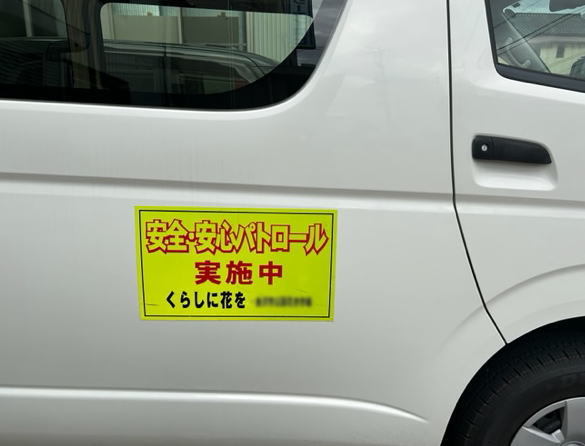 安全・安心パトロール
実施中
くらしに花を